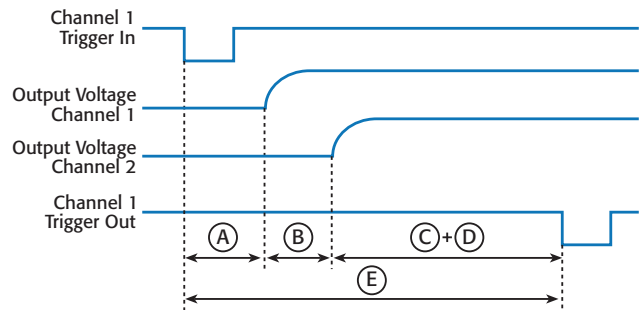 Channel 1
Trigger In
Output Voltage
Channel 1
Output Voltage
Channel 2
Channel 1
Trigger Out
A B C+D
E